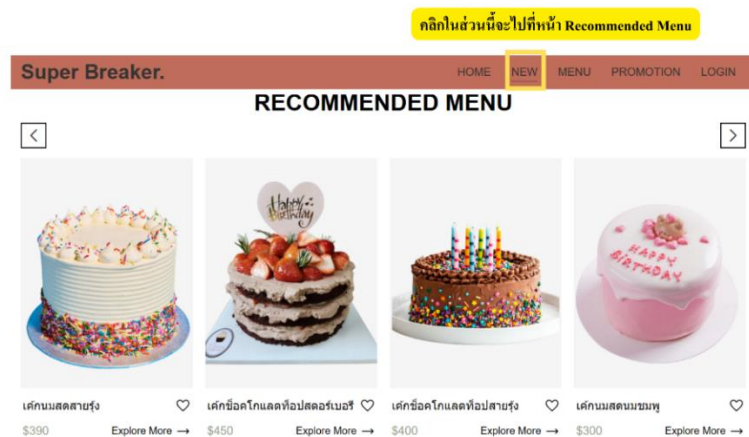 คลิกในส่วนนี้จะไปที่หน้า Recommended Menu
Super Breaker. HOME NEW MENU PROMOTION LOGIN
RECOMMENDED MENU
Happy
Birthday
HAPPY
BIRTHDAY
เค้กนมสดสายรุ้ง เค้กช็อคโกแลตท็อปสตอร์เบอรี เค้กช็อคโกแลตท็อปสายรุ้ง เค้กนมสดนมชมพู
$390 Explore More → $450 Explore More → $400 Explore More → $300 Explore More →